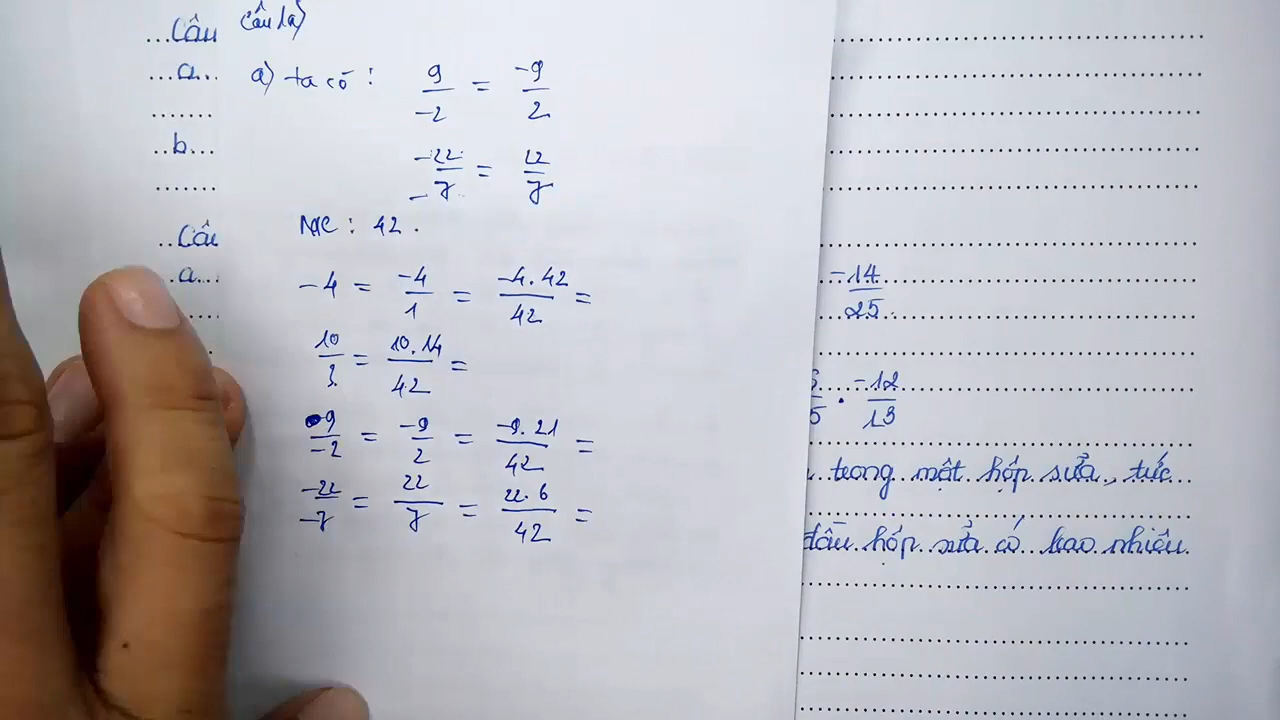 Câu
a
b
Câu
a
Câu 1a)
a) ta có : 9/-2 = -9/2
-22/-7 = 22/7
MC : 42.
-4 = -4/1 = -4.42/42 =
10/3 = 10.14/42 =
9/-2 = -9/2 = -9.21/42 =
-22/-7 = 22/7 = 22.6/42 =
-14/25
5 . -12/13
trong một hộp sữa, tức
đầu hộp sữa có bao nhiêu